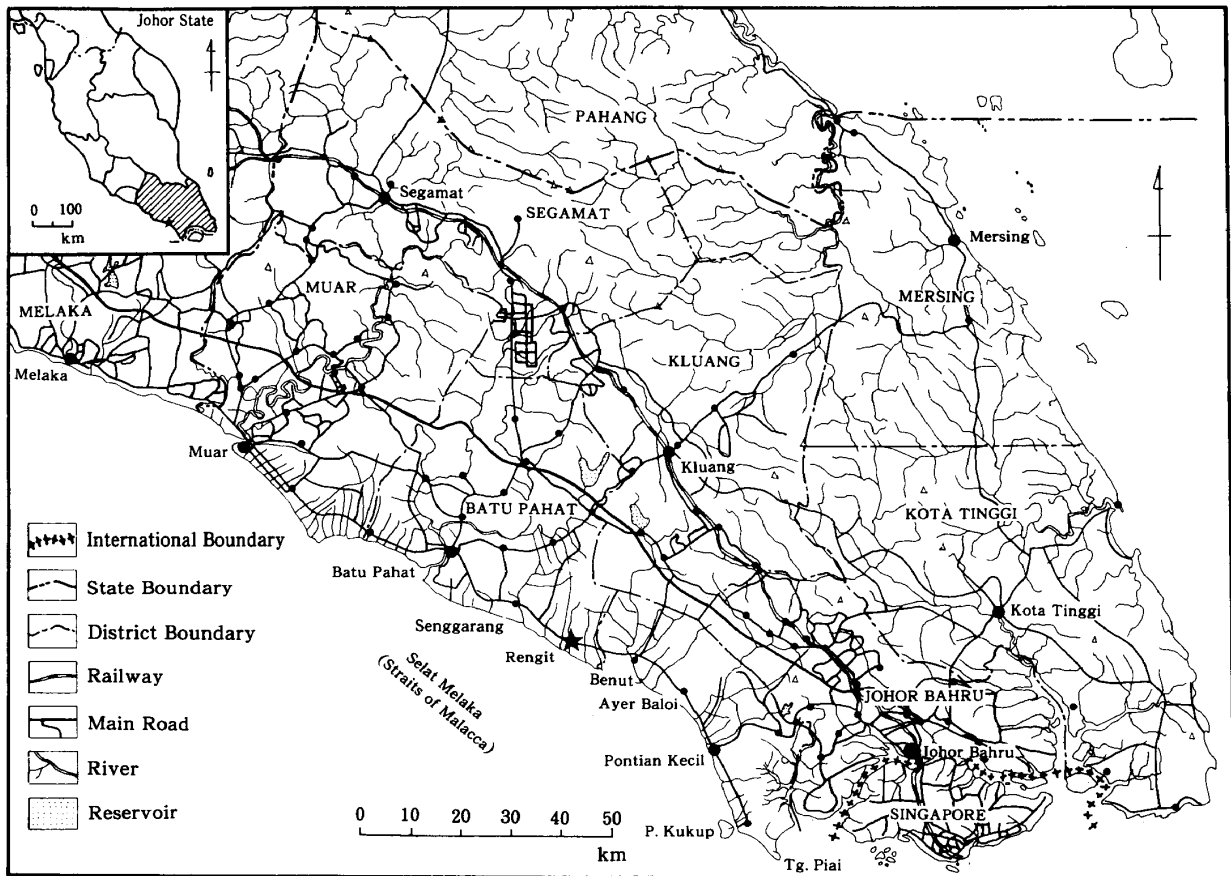 Johor State
0 100
km
PAHANG
Segamat
SEGAMAT
Mersing
MUAR
MERSING
MELAKA
KLUANG
Melaka
Muar
Kluang
BATU PAHAT
KOTA TINGGI
International Boundary
State Boundary
District Boundary
Railway
Main Road
River
Reservoir
Batu Pahat
Senggarang
Rengit
Kota Tinggi
Selat Melaka
(Straits of Malacca)
Benut
Ayer Baloi
JOHOR BAHRU
Pontian Kecil
Johor Bahru
SINGAPORE
0 10 20 30 40 50
km
P. Kukup
Tg. Piai